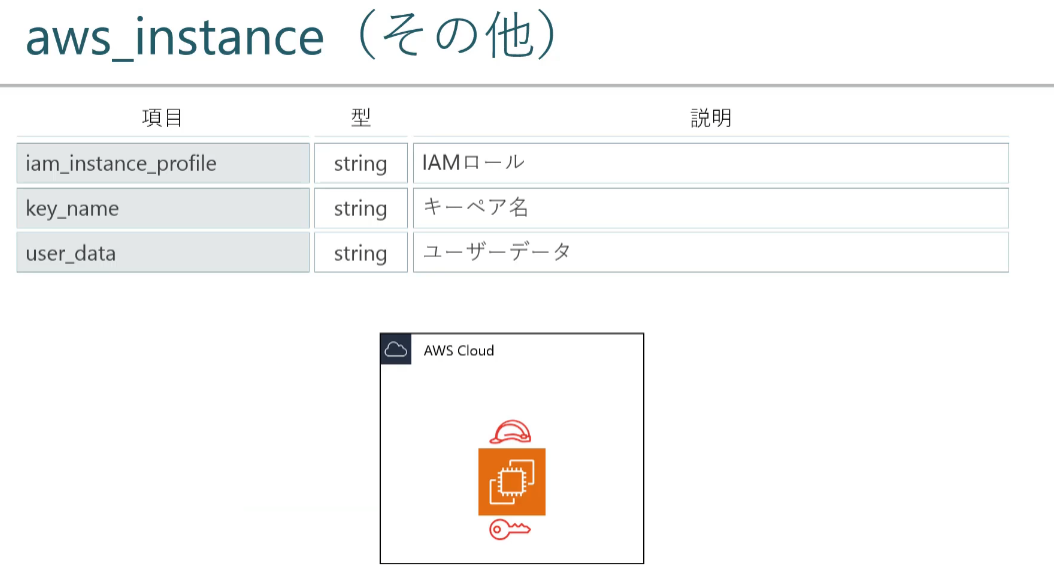 aws_instance（その他）
項目 型 説明
iam_instance_profile string IAMロール
key_name string キーペア名
user_data string ユーザーデータ
AWS Cloud